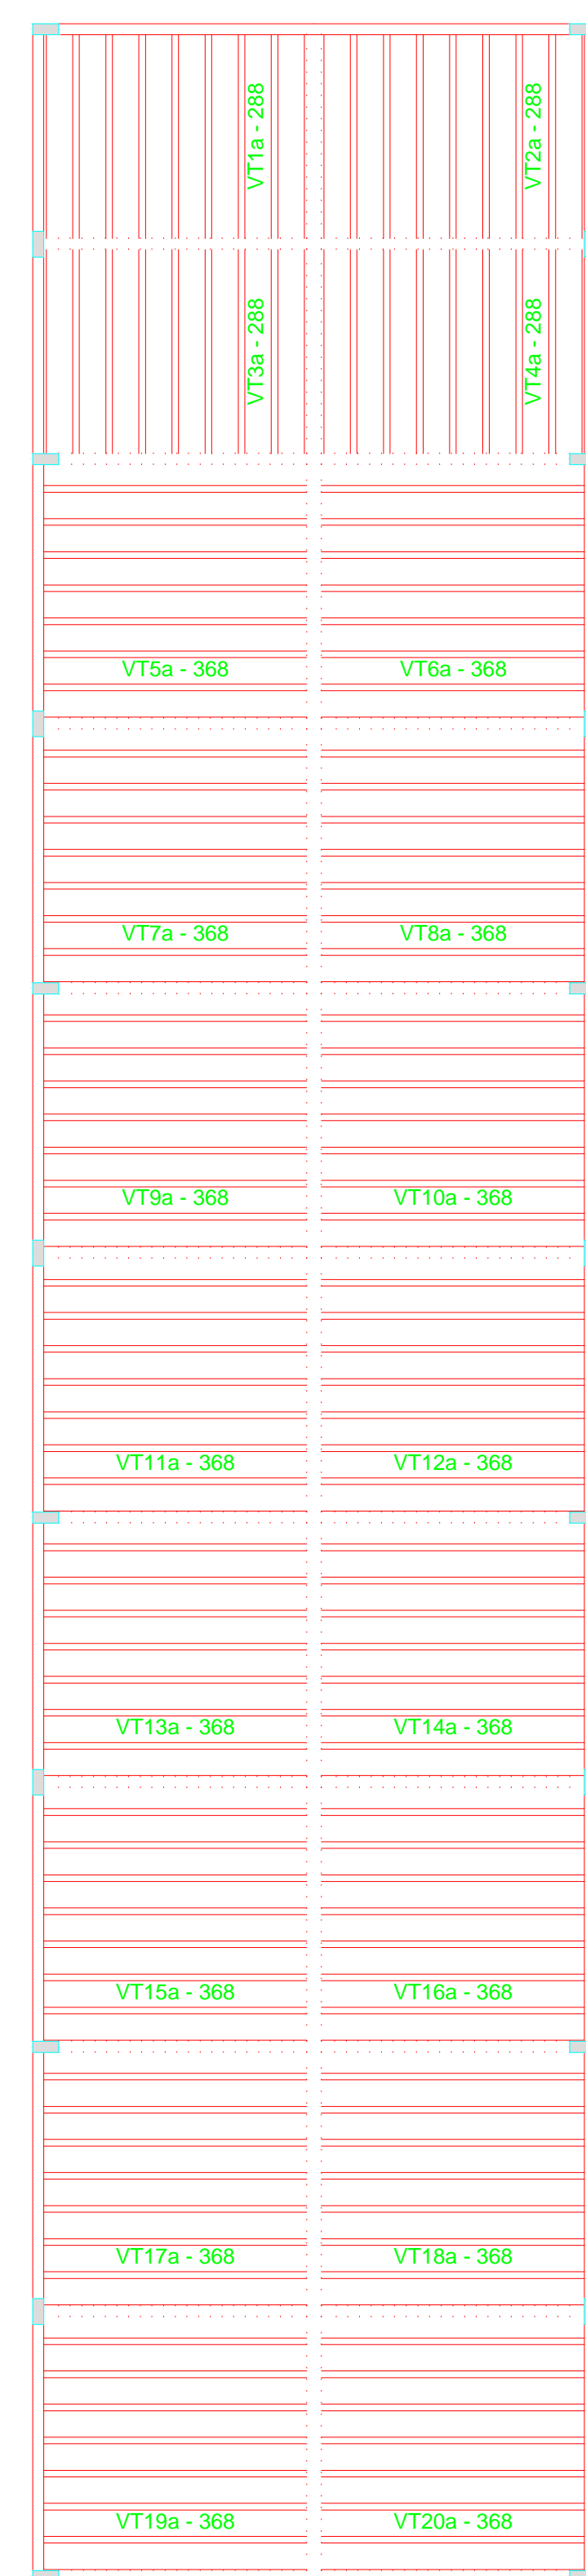 VT1a - 288
VT2a - 288
VT3a - 288
VT4a - 288
VT5a - 368
VT6a - 368
VT7a - 368
VT8a - 368
VT9a - 368
VT10a - 368
VT11a - 368
VT12a - 368
VT13a - 368
VT14a - 368
VT15a - 368
VT16a - 368
VT17a - 368
VT18a - 368
VT19a - 368
VT20a - 368